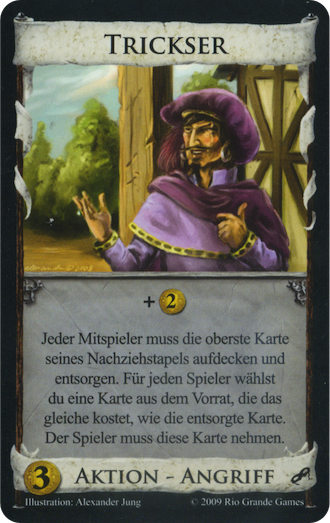 TRICKSER
+ 2
Jeder Mitspieler muss die oberste Karte
seines Nachziehstapels aufdecken und
entsorgen. Für jeden Spieler wählst
du eine Karte aus dem Vorrat, die das
gleiche kostet, wie die entsorgte Karte.
Der Spieler muss diese Karte nehmen.
3 AKTION - ANGRIFF
Illustration: Alexander Jung © 2009 Rio Grande Games